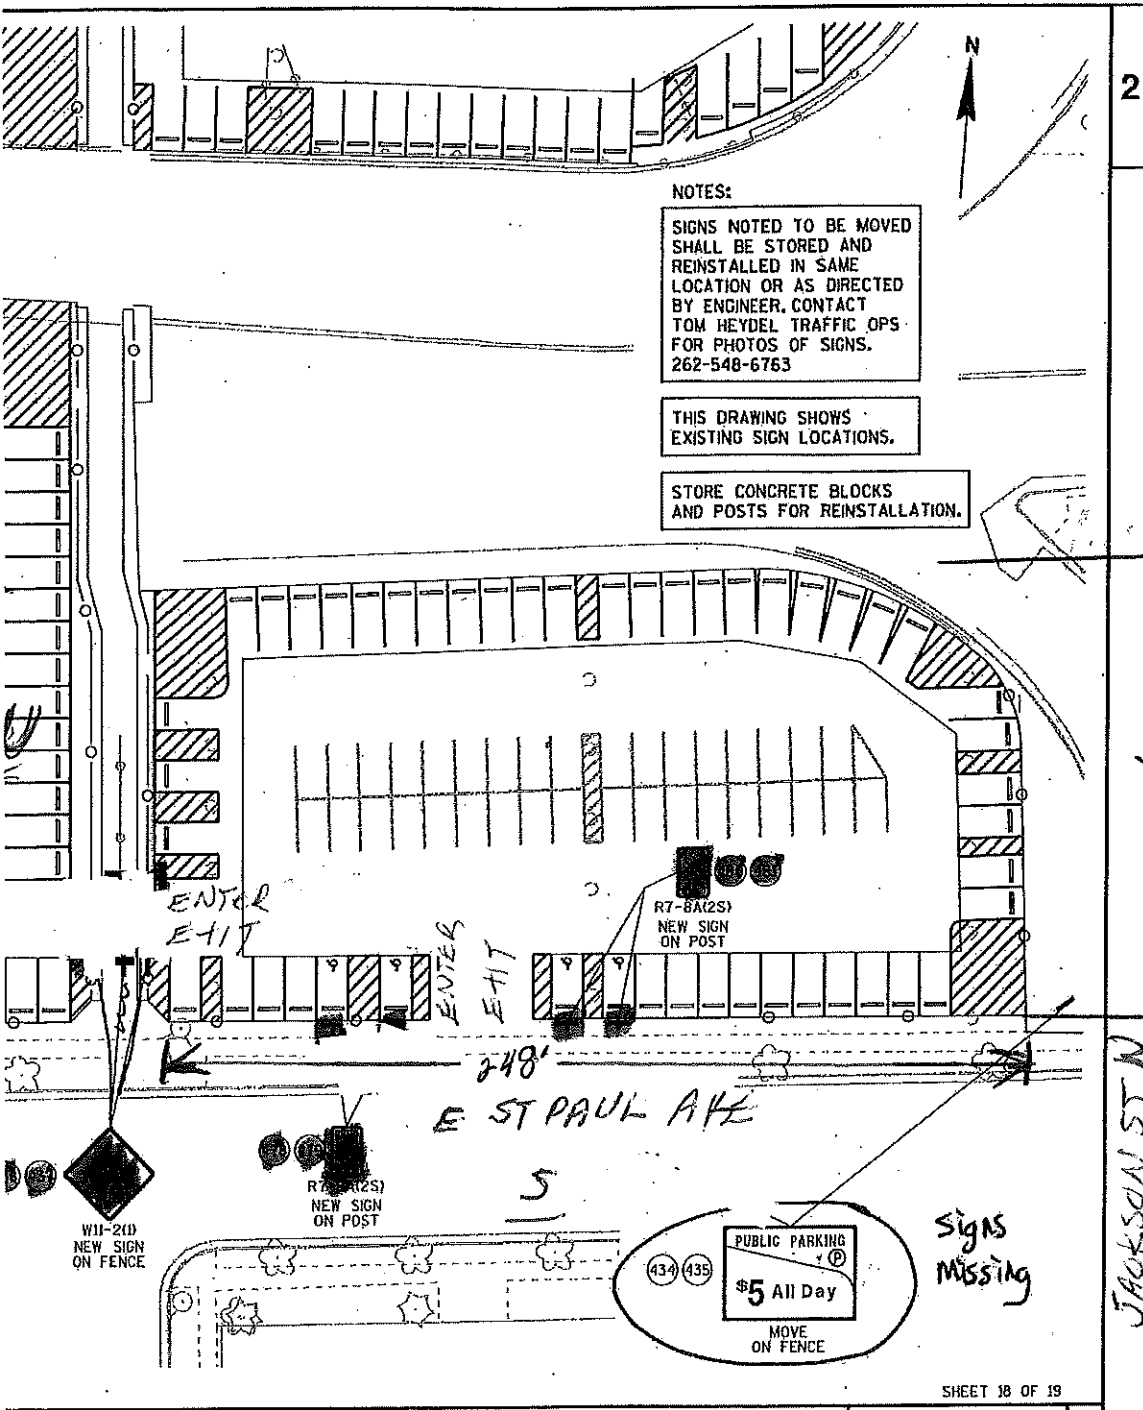 2
N
NOTES:
SIGNS NOTED TO BE MOVED
SHALL BE STORED AND
REINSTALLED IN SAME
LOCATION OR AS DIRECTED
BY ENGINEER. CONTACT
TOM HEYDEL TRAFFIC OPS
FOR PHOTOS OF SIGNS.
262-548-6763
THIS DRAWING SHOWS
EXISTING SIGN LOCATIONS.
STORE CONCRETE BLOCKS
AND POSTS FOR REINSTALLATION.
ENTER
EXIT
R7-8A(2S)
NEW SIGN
ON POST
ENTER
EXIT
248'
E ST PAUL AVE
S
W11-2(1)
NEW SIGN
ON FENCE
NEW SIGN
ON POST
434 435
PUBLIC PARKING
P
$5 All Day
MOVE
ON FENCE
Signs
Missing
JACKSON ST N
SHEET 18 OF 19